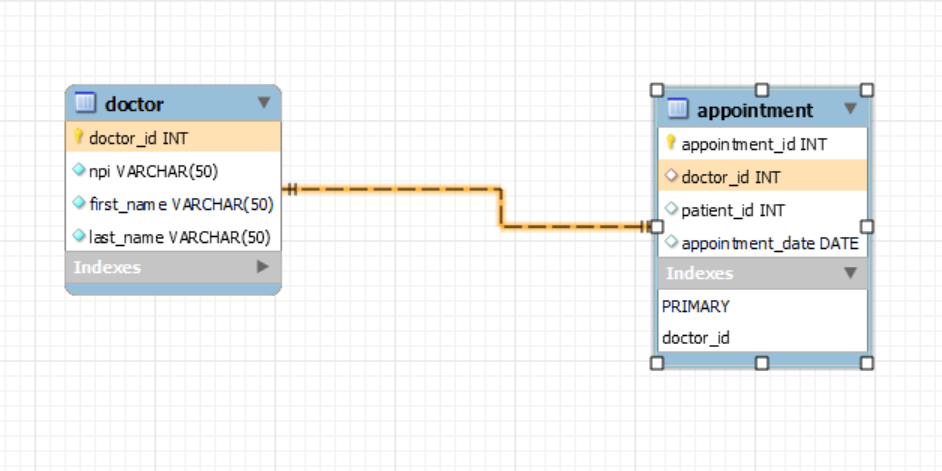 doctor
doctor_id INT
npi VARCHAR(50)
first_name VARCHAR(50)
last_name VARCHAR(50)
Indexes
appointment
appointment_id INT
doctor_id INT
patient_id INT
appointment_date DATE
Indexes
PRIMARY
doctor_id